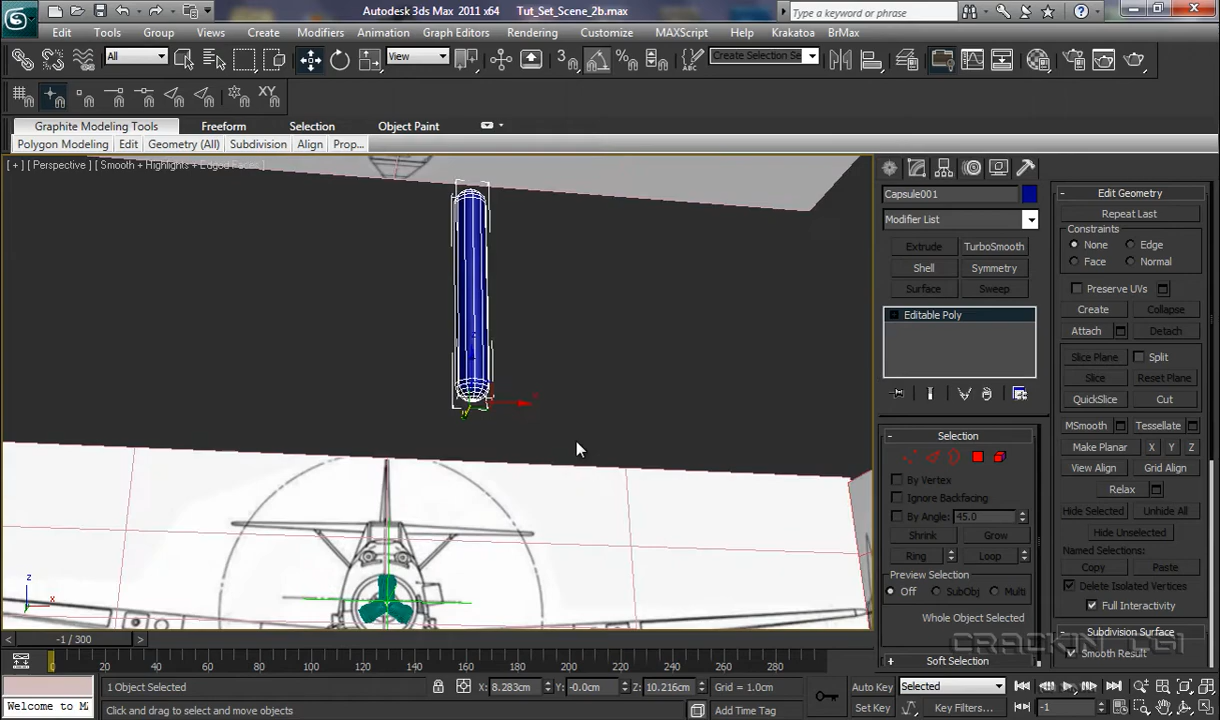 Autodesk 3ds Max 2011 x64 Tut_Set_Scene_2b.max
Type a keyword or phrase
Edit Tools Group Views Create Modifiers Animation Graph Editors Rendering Customize MAXScript Help Krakatoa BrMax
All View Create Selection Se
XY
Graphite Modeling Tools Freeform Selection Object Paint
Polygon Modeling Edit Geometry (All) Subdivision Align Prop...
[ + ] [ Perspective ] [ Smooth + Highlights + Edged Faces ]
Capsule001
Modifier List
Extrude TurboSmooth
Shell Symmetry
Surface Sweep
Editable Poly
Selection
By Vertex
Ignore Backfacing
By Angle: 45.0
Shrink Grow
Ring Loop
Preview Selection
Off SubObj Multi
Whole Object Selected
Soft Selection
Edit Geometry
Repeat Last
Constraints
None Edge
Face Normal
Preserve UVs
Create Collapse
Attach Detach
Slice Plane Split
Slice Reset Plane
QuickSlice Cut
MSmooth Tessellate
Make Planar X Y Z
View Align Grid Align
Relax
Hide Selected Unhide All
Hide Unselected
Named Selections:
Copy Paste
Delete Isolated Vertices
Full Interactivity
Subdivision Surface
Smooth Result
CRACKIN CGI
z
x
-1 / 300
0 20 40 60 80 100 120 140 160 180 200 220 240 260 280
1 Object Selected X: 8.283cm Y: -0.0cm Z: 10.216cm Grid = 1.0cm Auto Key Selected
Welcome to M Click and drag to select and move objects Add Time Tag Set Key Key Filters... -1